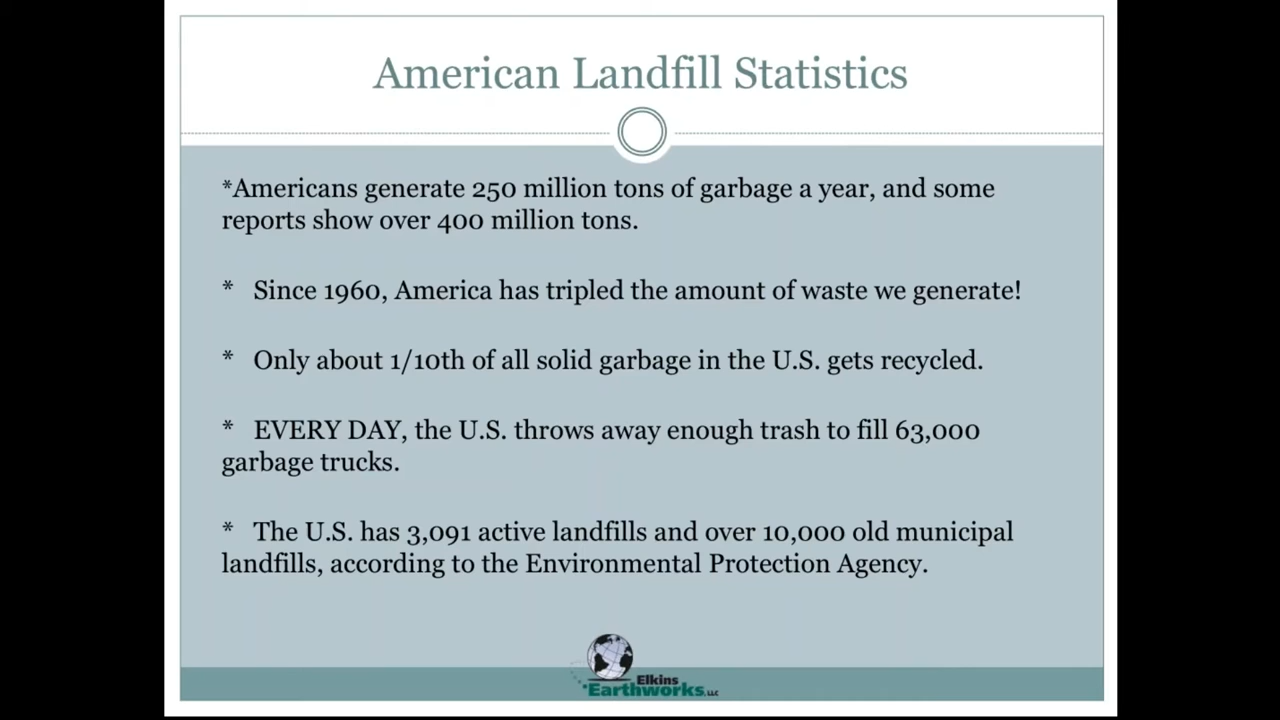 American Landfill Statistics
*Americans generate 250 million tons of garbage a year, and some
reports show over 400 million tons.
* Since 1960, America has tripled the amount of waste we generate!
* Only about 1/10th of all solid garbage in the U.S. gets recycled.
* EVERY DAY, the U.S. throws away enough trash to fill 63,000
garbage trucks.
* The U.S. has 3,091 active landfills and over 10,000 old municipal
landfills, according to the Environmental Protection Agency.
Elkins
Earthworks, LLC